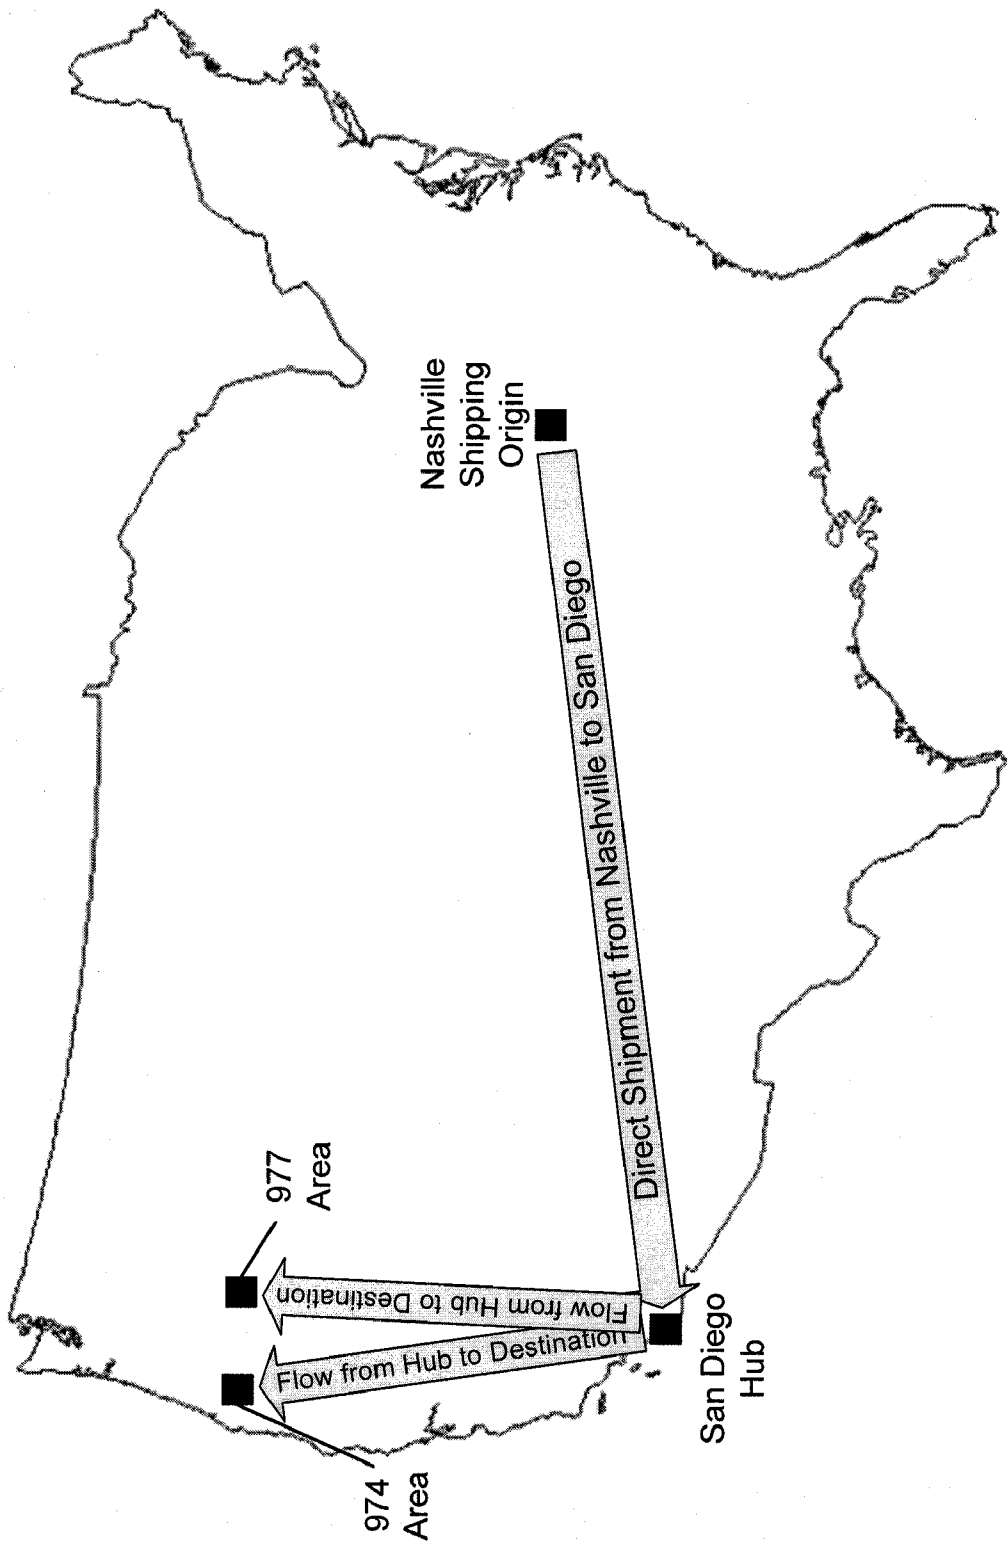 974
Area
977
Area
Flow from Hub to Destination
Flow from Hub to Destination
San Diego
Hub
Direct Shipment from Nashville to San Diego
Nashville
Shipping
Origin